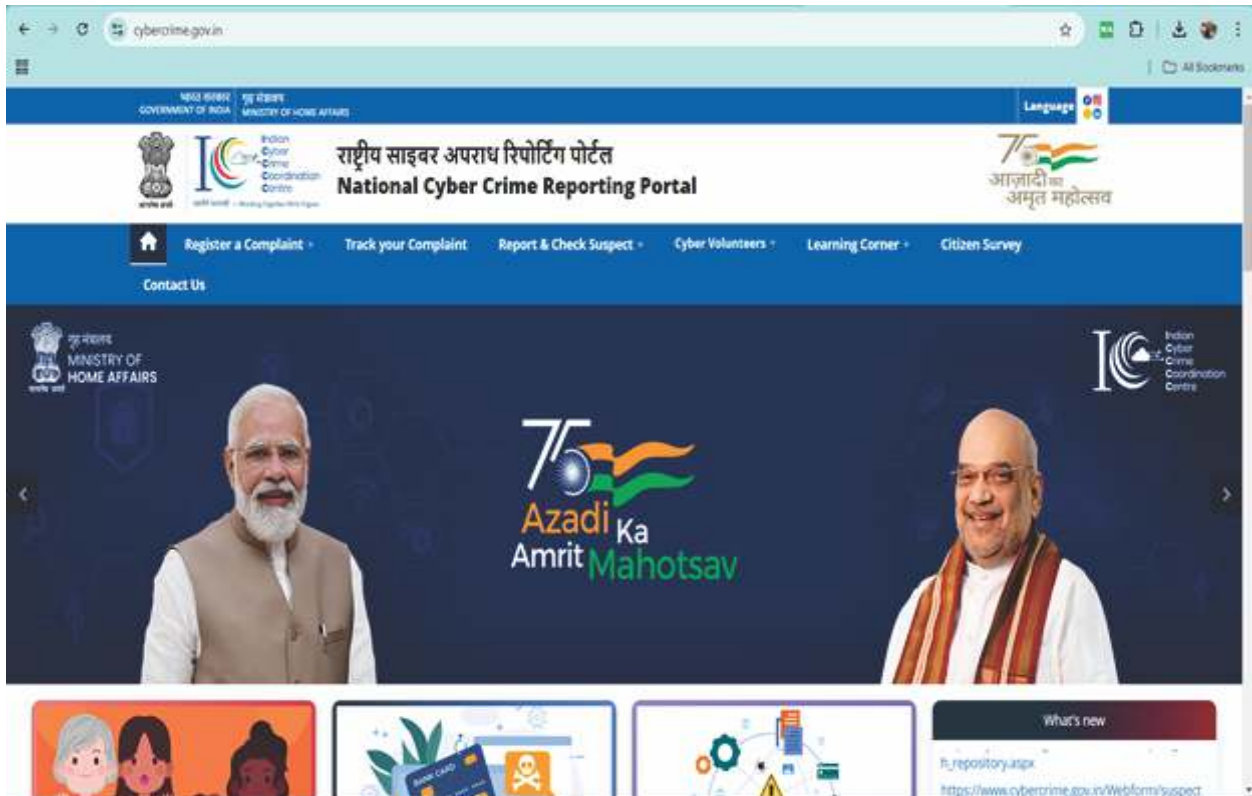 cybercrime.gov.in
All Bookmarks
भारत सरकार
GOVERNMENT OF INDIA
गृह मंत्रालय
MINISTRY OF HOME AFFAIRS
Language
Indian
Cyber
Crime
Coordination
Centre
राष्ट्रीय साइबर अपराध रिपोर्टिंग पोर्टल
National Cyber Crime Reporting Portal
75
आज़ादी का
अमृत महोत्सव
Register a Complaint
Track your Complaint
Report & Check Suspect
Cyber Volunteers
Learning Corner
Citizen Survey
Contact Us
गृह मंत्रालय
MINISTRY OF
HOME AFFAIRS
75
Azadi Ka
Amrit Mahotsav
Indian
Cyber
Crime
Coordination
Centre
BANK CARD
What's new
h_repository.aspx
https://www.cybercrime.gov.in/Webform/suspect